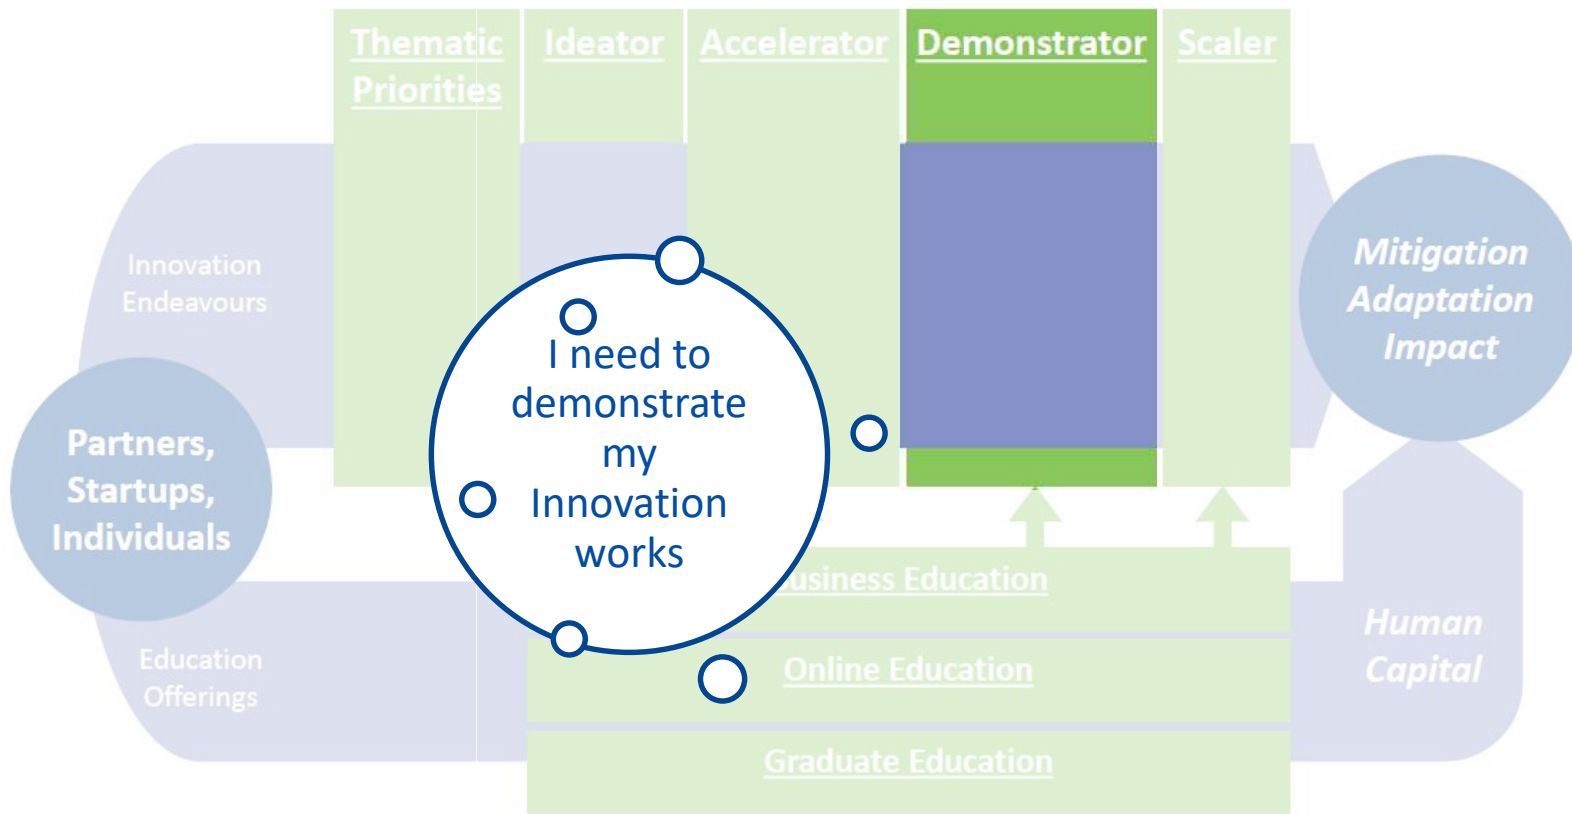 Thematic
Priorities
Ideator
Accelerator
Demonstrator
Scaler
Innovation
Endeavours
Mitigation
Adaptation
Impact
I need to
demonstrate
my
Innovation
works
Partners,
Startups,
Individuals
usiness Education
Online Education
Graduate Education
Education
Offerings
Human
Capital